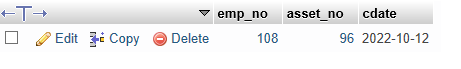 emp_no asset_no cdate
Edit Copy Delete 108 96 2022-10-12